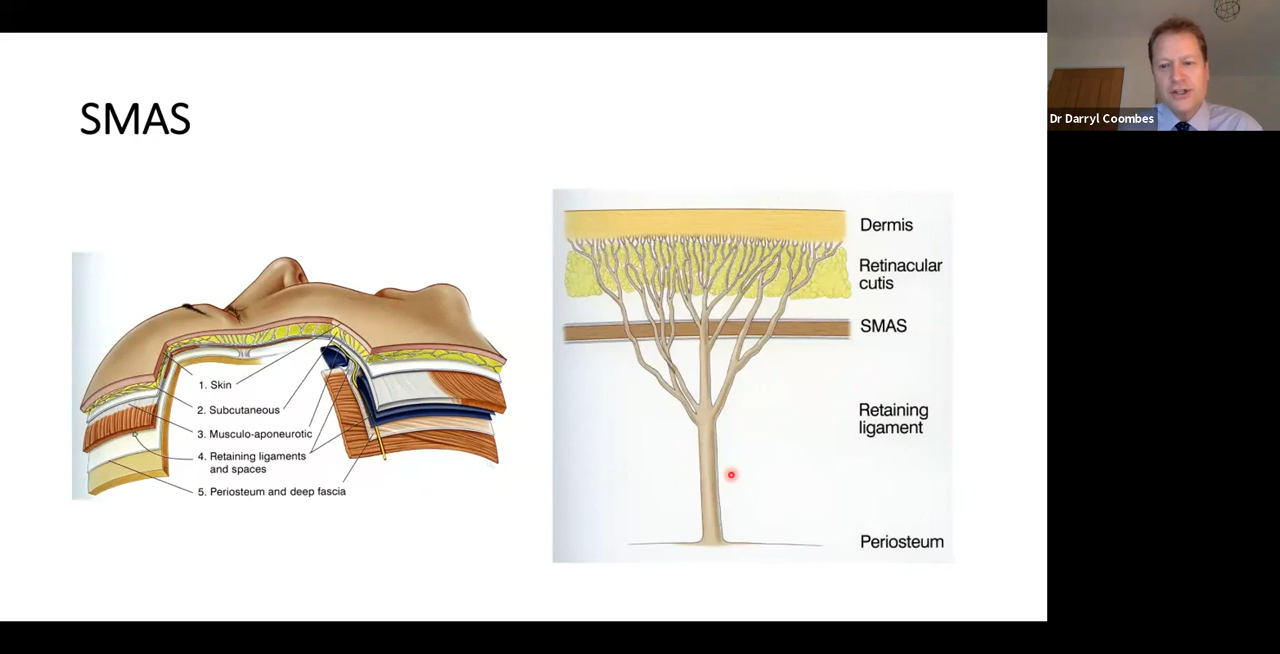 SMAS
1. Skin
2. Subcutaneous
3. Musculo-aponeurotic
4. Retaining ligaments
and spaces
5. Periosteum and deep fascia
Dermis
Retinacular
cutis
SMAS
Retaining
ligament
Periosteum
Dr Darryl Coombes